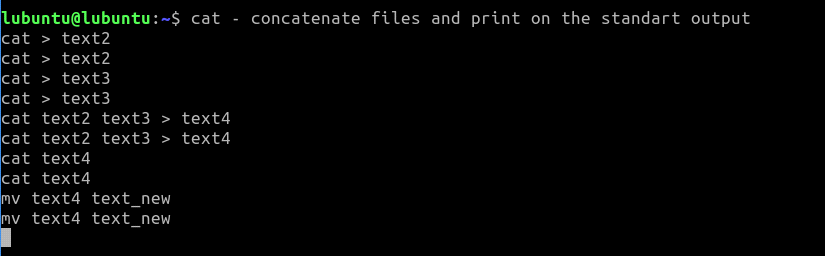 lubuntu@lubuntu:~$ cat - concatenate files and print on the standart output
cat > text2
cat > text2
cat > text3
cat > text3
cat text2 text3 > text4
cat text2 text3 > text4
cat text4
cat text4
mv text4 text_new
mv text4 text_new